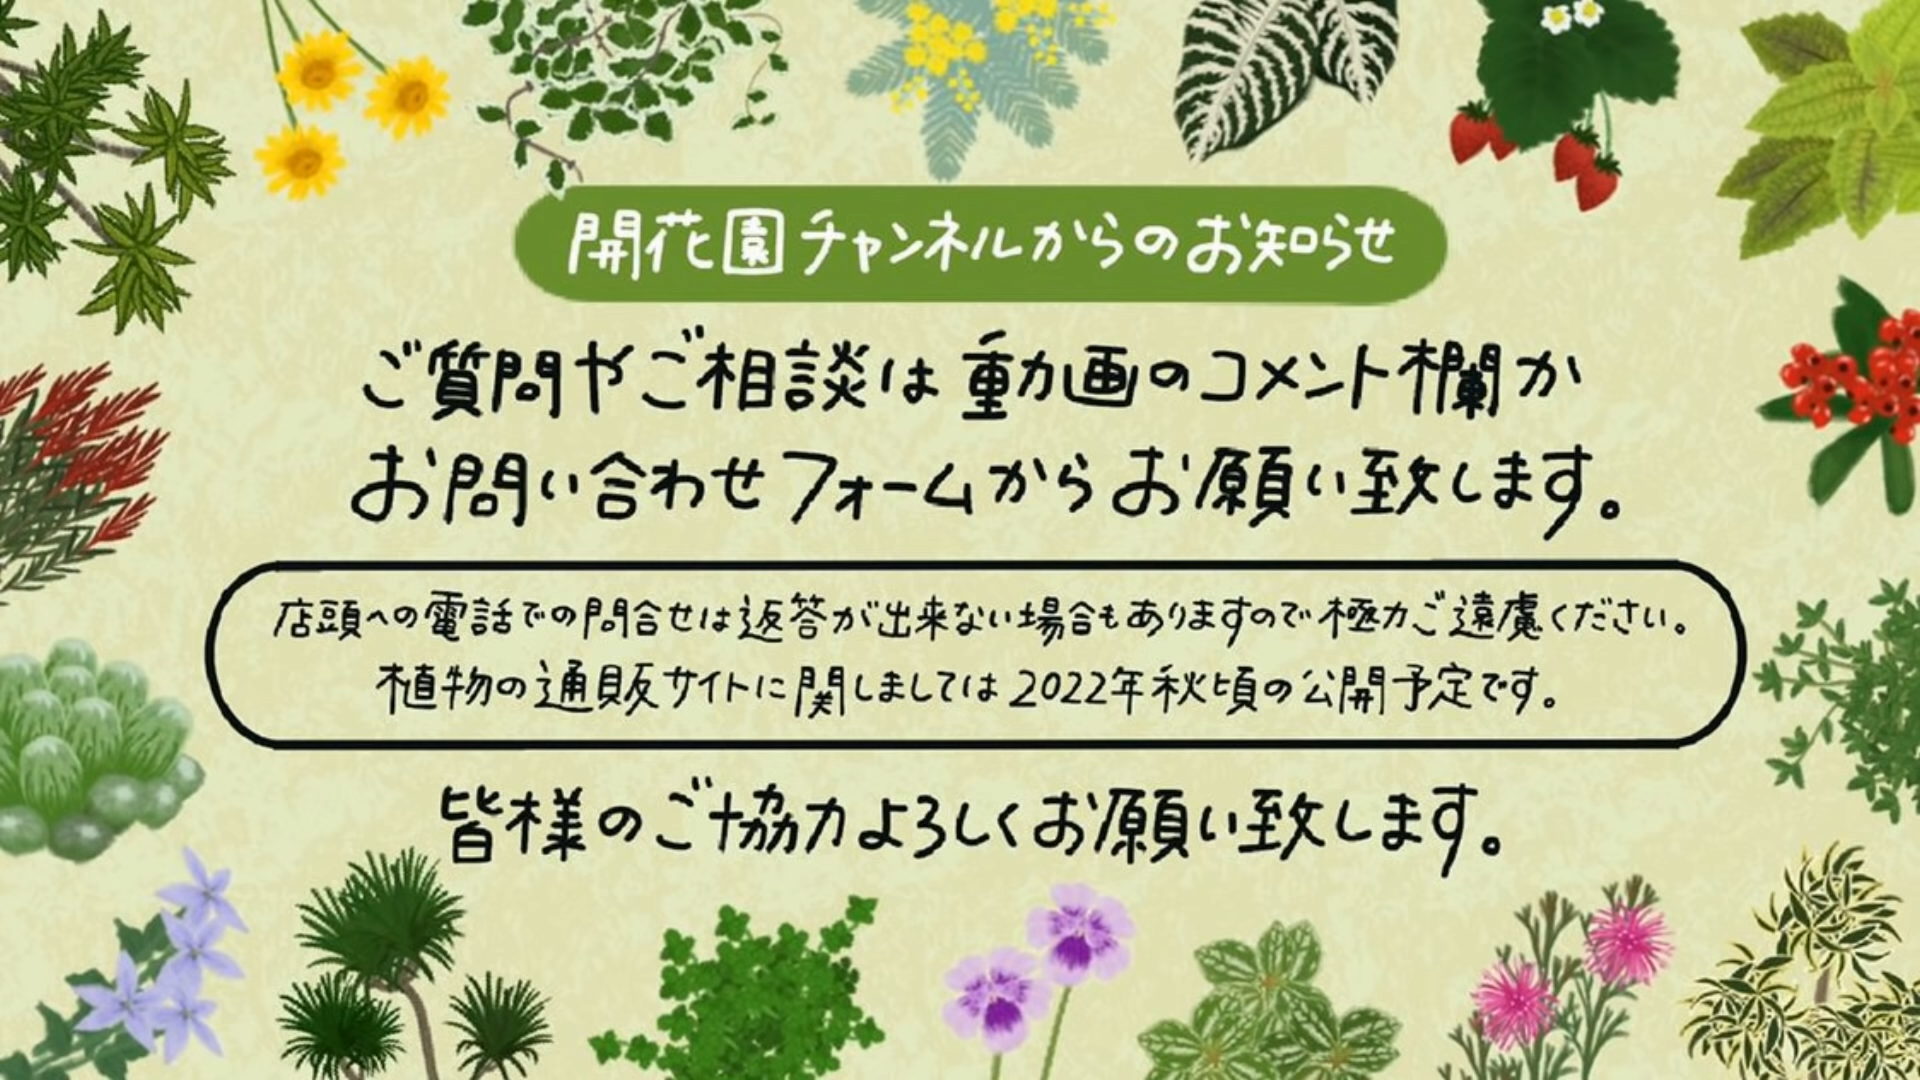 開花園チャンネルからのお知らせ
ご質問やご相談は動画のコメント欄か
お問い合わせフォームからお願い致します。
店頭への電話での問合せは返答が出来ない場合もありますので極力ご遠慮ください。
植物の通販サイトに関しましては2022年秋頃の公開予定です。
皆様のご協力よろしくお願い致します。